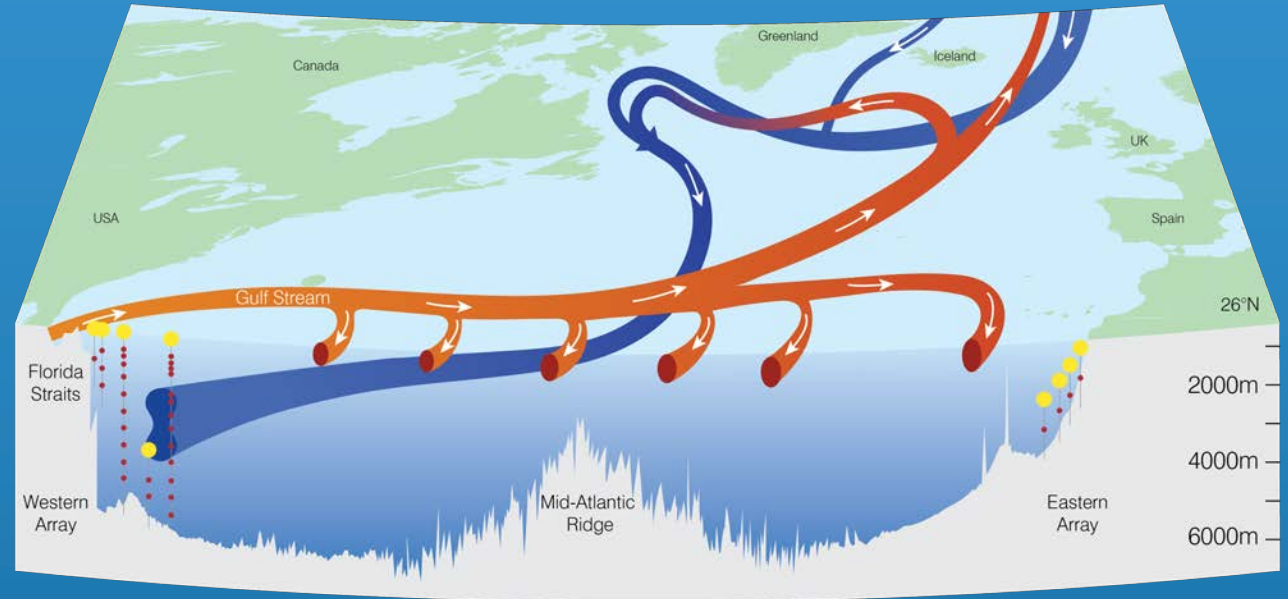 Greenland
Iceland
Canada
UK
USA
Spain
Gulf Stream
26°N
Florida
Straits
2000m
4000m
Western
Array
Mid-Atlantic
Ridge
Eastern
Array
6000m